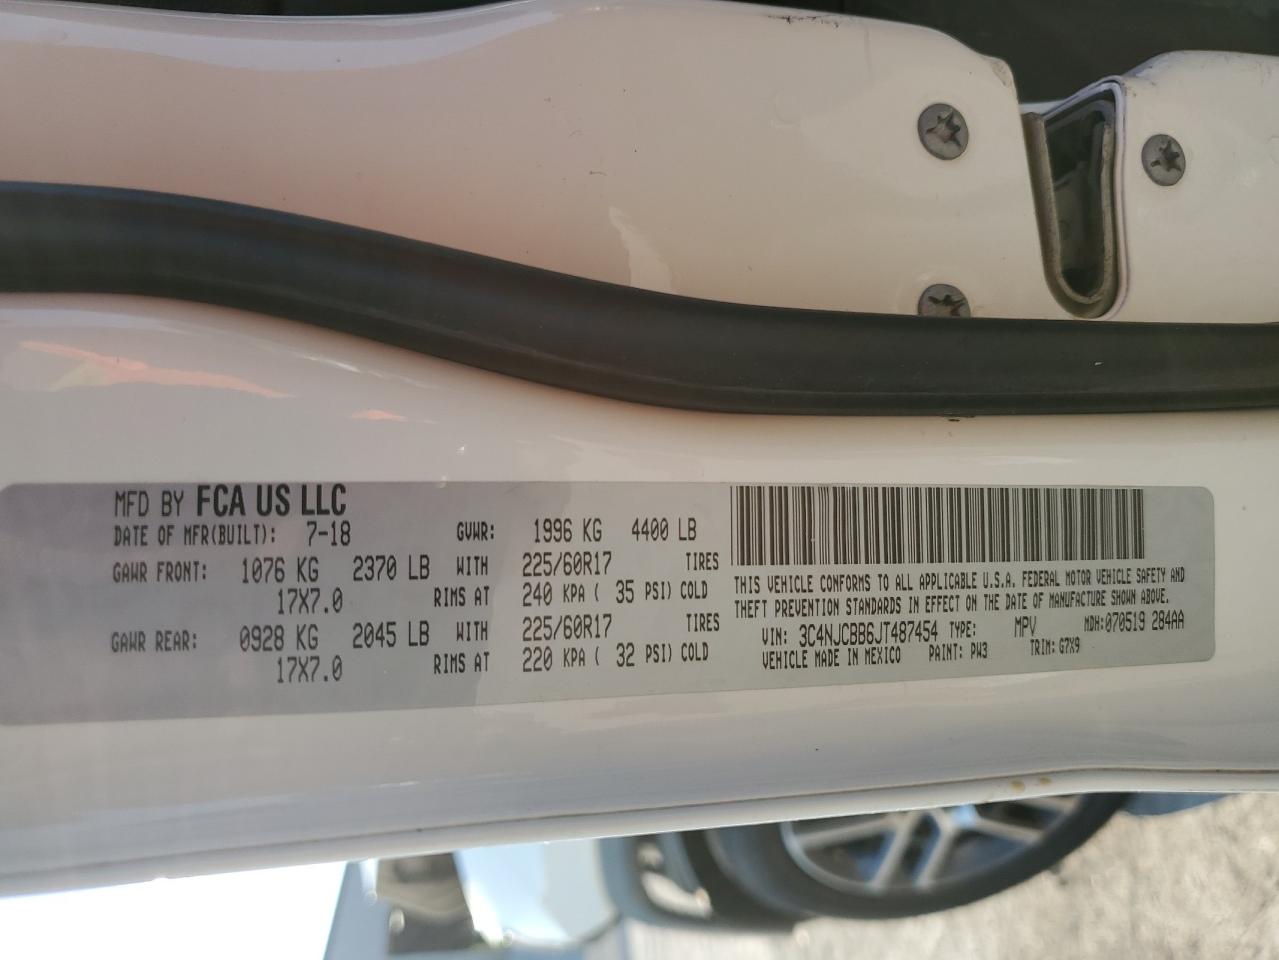 MFD BY FCA US LLC
DATE OF MFR(BUILT): 7-18 GVWR: 1996 KG 4400 LB
GAWR FRONT: 1076 KG 2370 LB WITH 225/60R17 TIRES
17X7.0 RIMS AT 240 KPA ( 35 PSI) COLD
GAWR REAR: 0928 KG 2045 LB WITH 225/60R17 TIRES
17X7.0 RIMS AT 220 KPA ( 32 PSI) COLD
THIS VEHICLE CONFORMS TO ALL APPLICABLE U.S.A. FEDERAL MOTOR VEHICLE SAFETY AND
THEFT PREVENTION STANDARDS IN EFFECT ON THE DATE OF MANUFACTURE SHOWN ABOVE.
VIN: 3C4NJCBB6JT487454 TYPE: MPV MDH:070519 284AA
VEHICLE MADE IN MEXICO PAINT: PW3 TRIM: G7X9